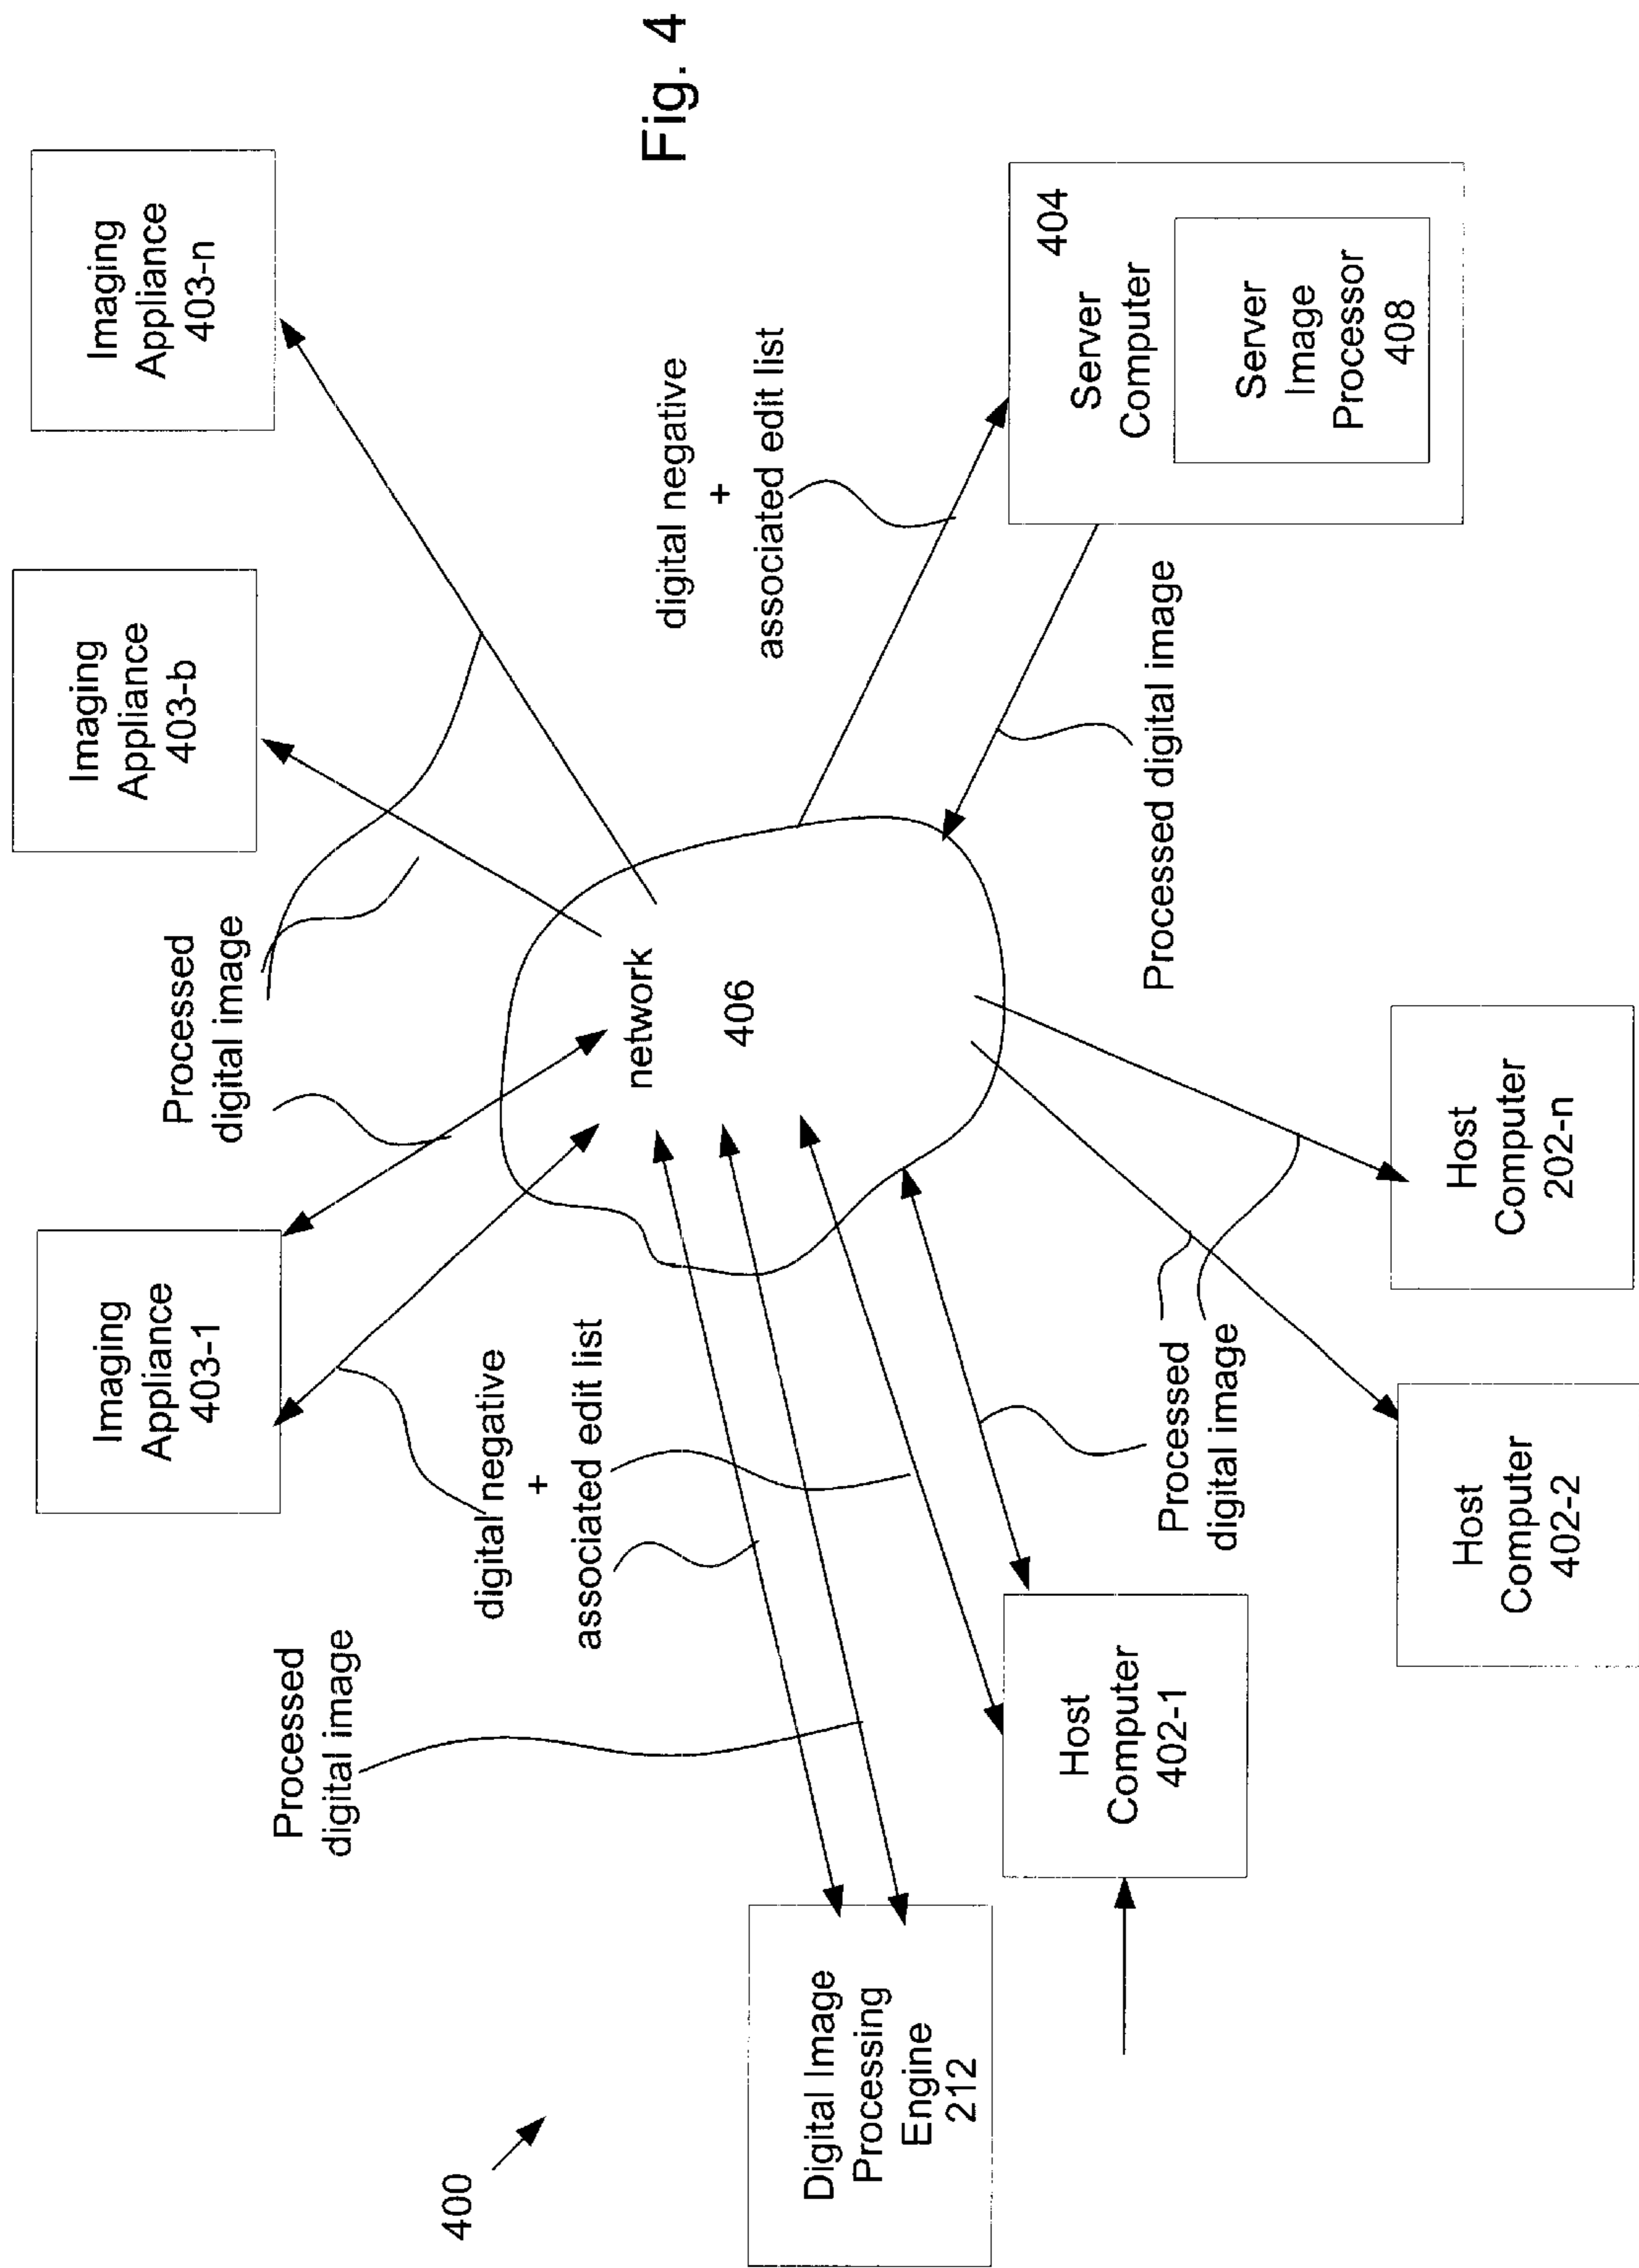 400
Imaging
Appliance
403-1
Imaging
Appliance
403-b
Imaging
Appliance
403-n
Processed
digital image
Processed
digital image
digital negative
+
associated edit list
network
406
digital negative
+
associated edit list
Fig. 4
Digital Image
Processing
Engine
212
Host
Computer
402-1
Processed
digital image
Processed digital image
404
Server
Computer
Server
Image
Processor
408
Host
Computer
402-2
Host
Computer
202-n